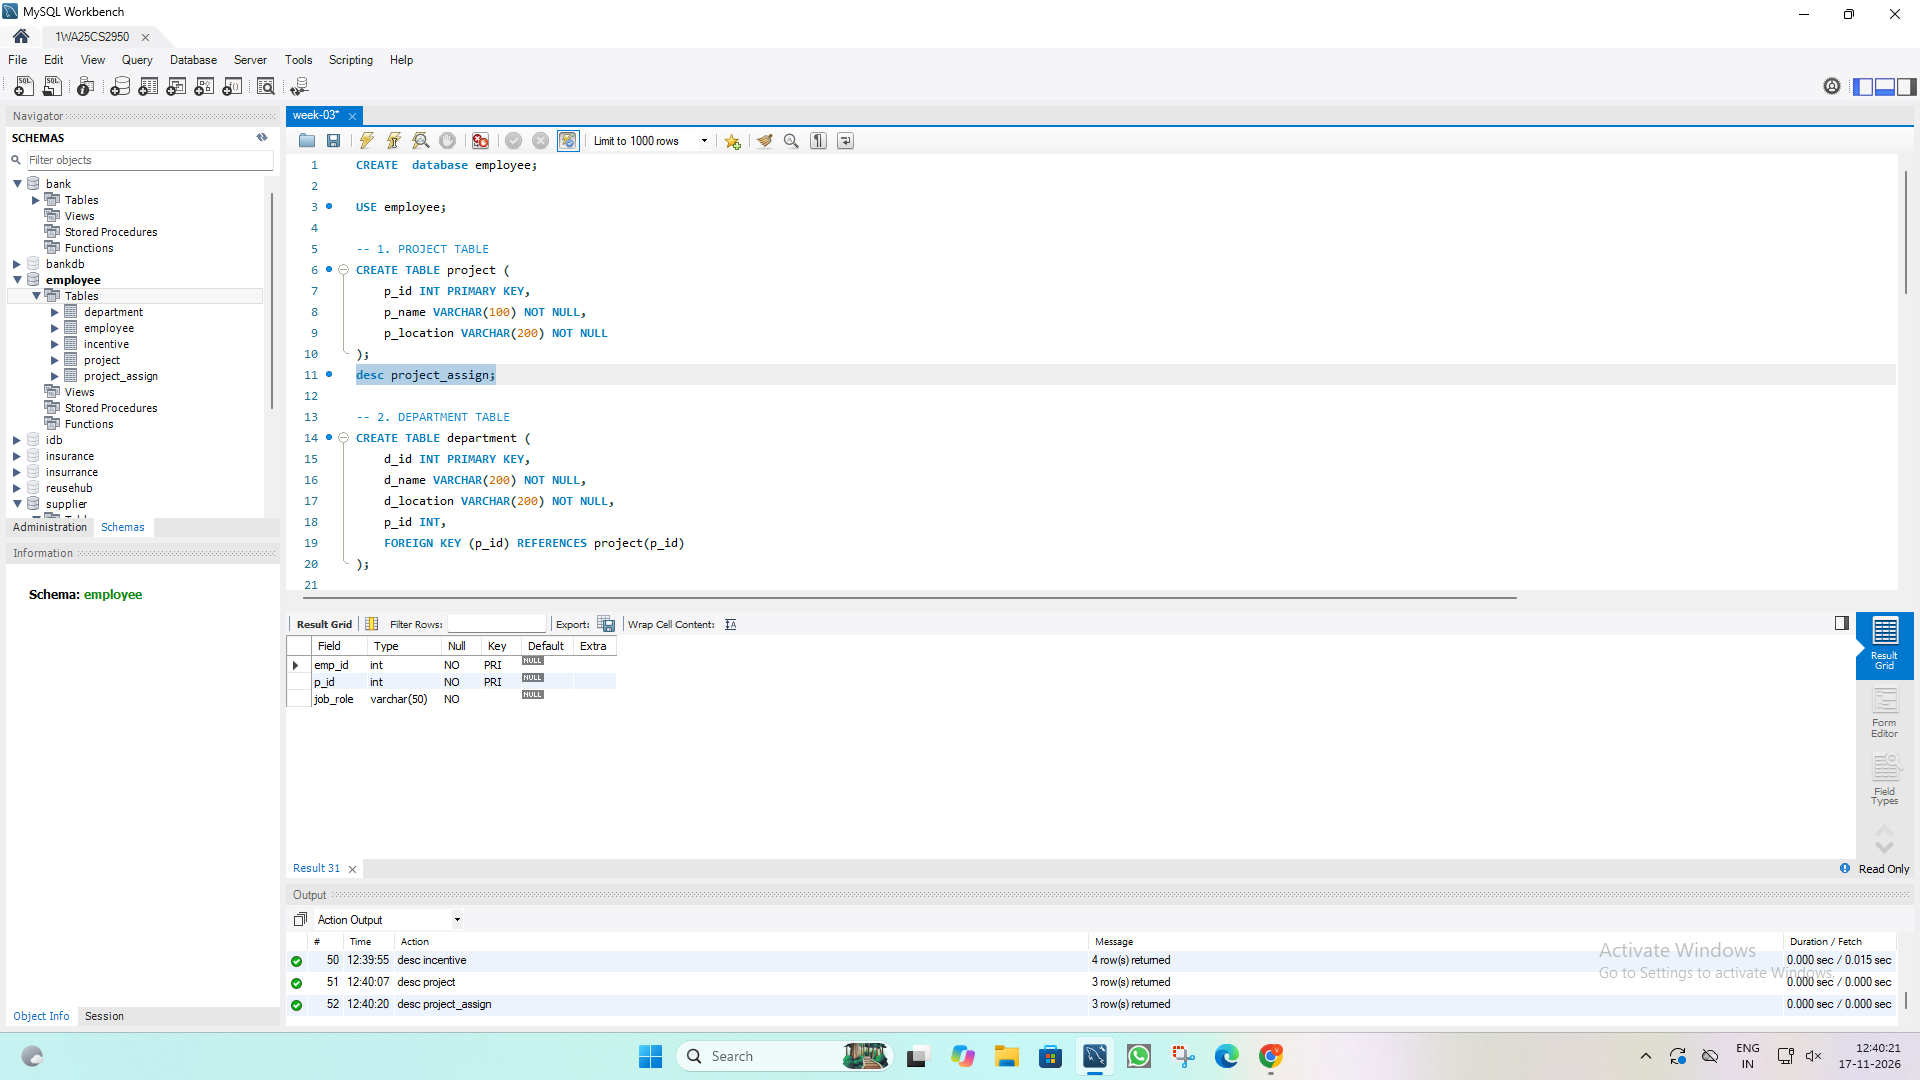 MySQL Workbench
1WA25CS2950
File Edit View Query Database Server Tools Scripting Help
Navigator
SCHEMAS
Filter objects
bank
Tables
Views
Stored Procedures
Functions
bankdb
employee
Tables
department
employee
incentive
project
project_assign
Views
Stored Procedures
Functions
idb
insurance
insurrance
reusehub
supplier
Administration Schemas
Information
Schema: employee
Object Info Session
week-03*
Limit to 1000 rows
1 CREATE database employee;
2
3 USE employee;
4
5 -- 1. PROJECT TABLE
6 CREATE TABLE project (
7 p_id INT PRIMARY KEY,
8 p_name VARCHAR(100) NOT NULL,
9 p_location VARCHAR(200) NOT NULL
10 );
11 desc project_assign;
12
13 -- 2. DEPARTMENT TABLE
14 CREATE TABLE department (
15 d_id INT PRIMARY KEY,
16 d_name VARCHAR(200) NOT NULL,
17 d_location VARCHAR(200) NOT NULL,
18 p_id INT,
19 FOREIGN KEY (p_id) REFERENCES project(p_id)
20 );
21
Result Grid Filter Rows: Export: Wrap Cell Content:
Field Type Null Key Default Extra
emp_id int NO PRI NULL
p_id int NO PRI NULL
job_role varchar(50) NO NULL
Result Grid
Form Editor
Field Types
Result 31
Read Only
Output
Action Output
# Time Action Message Duration / Fetch
50 12:39:55 desc incentive 4 row(s) returned 0.000 sec / 0.015 sec
51 12:40:07 desc project 3 row(s) returned 0.000 sec / 0.000 sec
52 12:40:20 desc project_assign 3 row(s) returned 0.000 sec / 0.000 sec
Activate Windows
Go to Settings to activate Windows.
Search
ENG
IN
12:40:21
17-11-2026